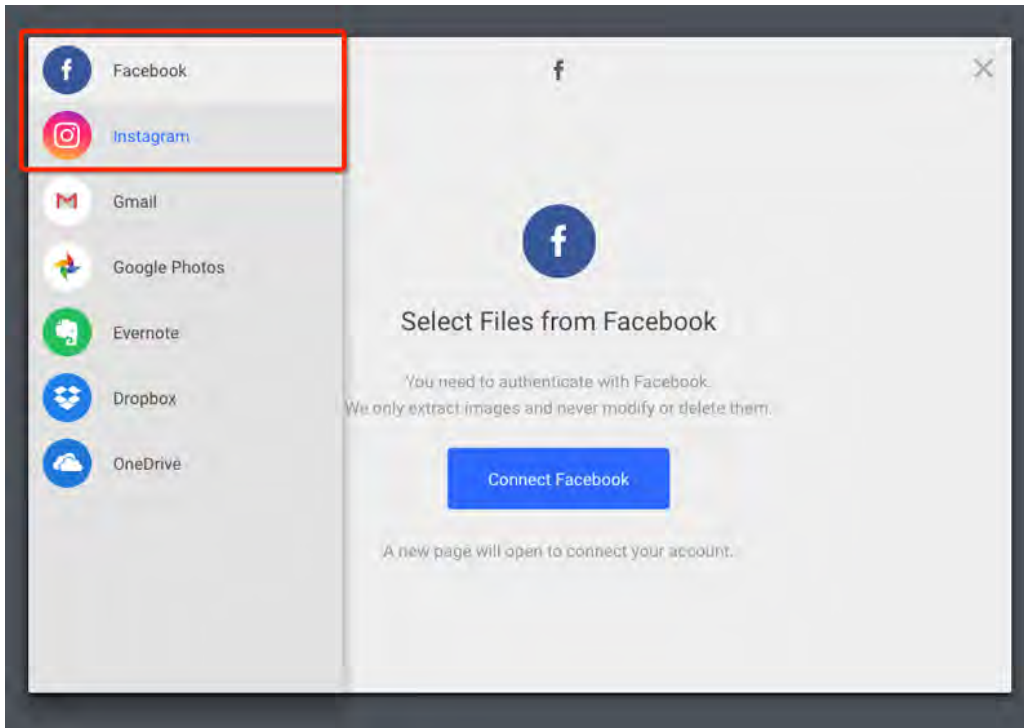 Facebook
Instagram
Gmail
Google Photos
Evernote
Dropbox
OneDrive
Select Files from Facebook
You need to authenticate with Facebook.
We only extract images and never modify or delete them.
Connect Facebook
A new page will open to connect your account.